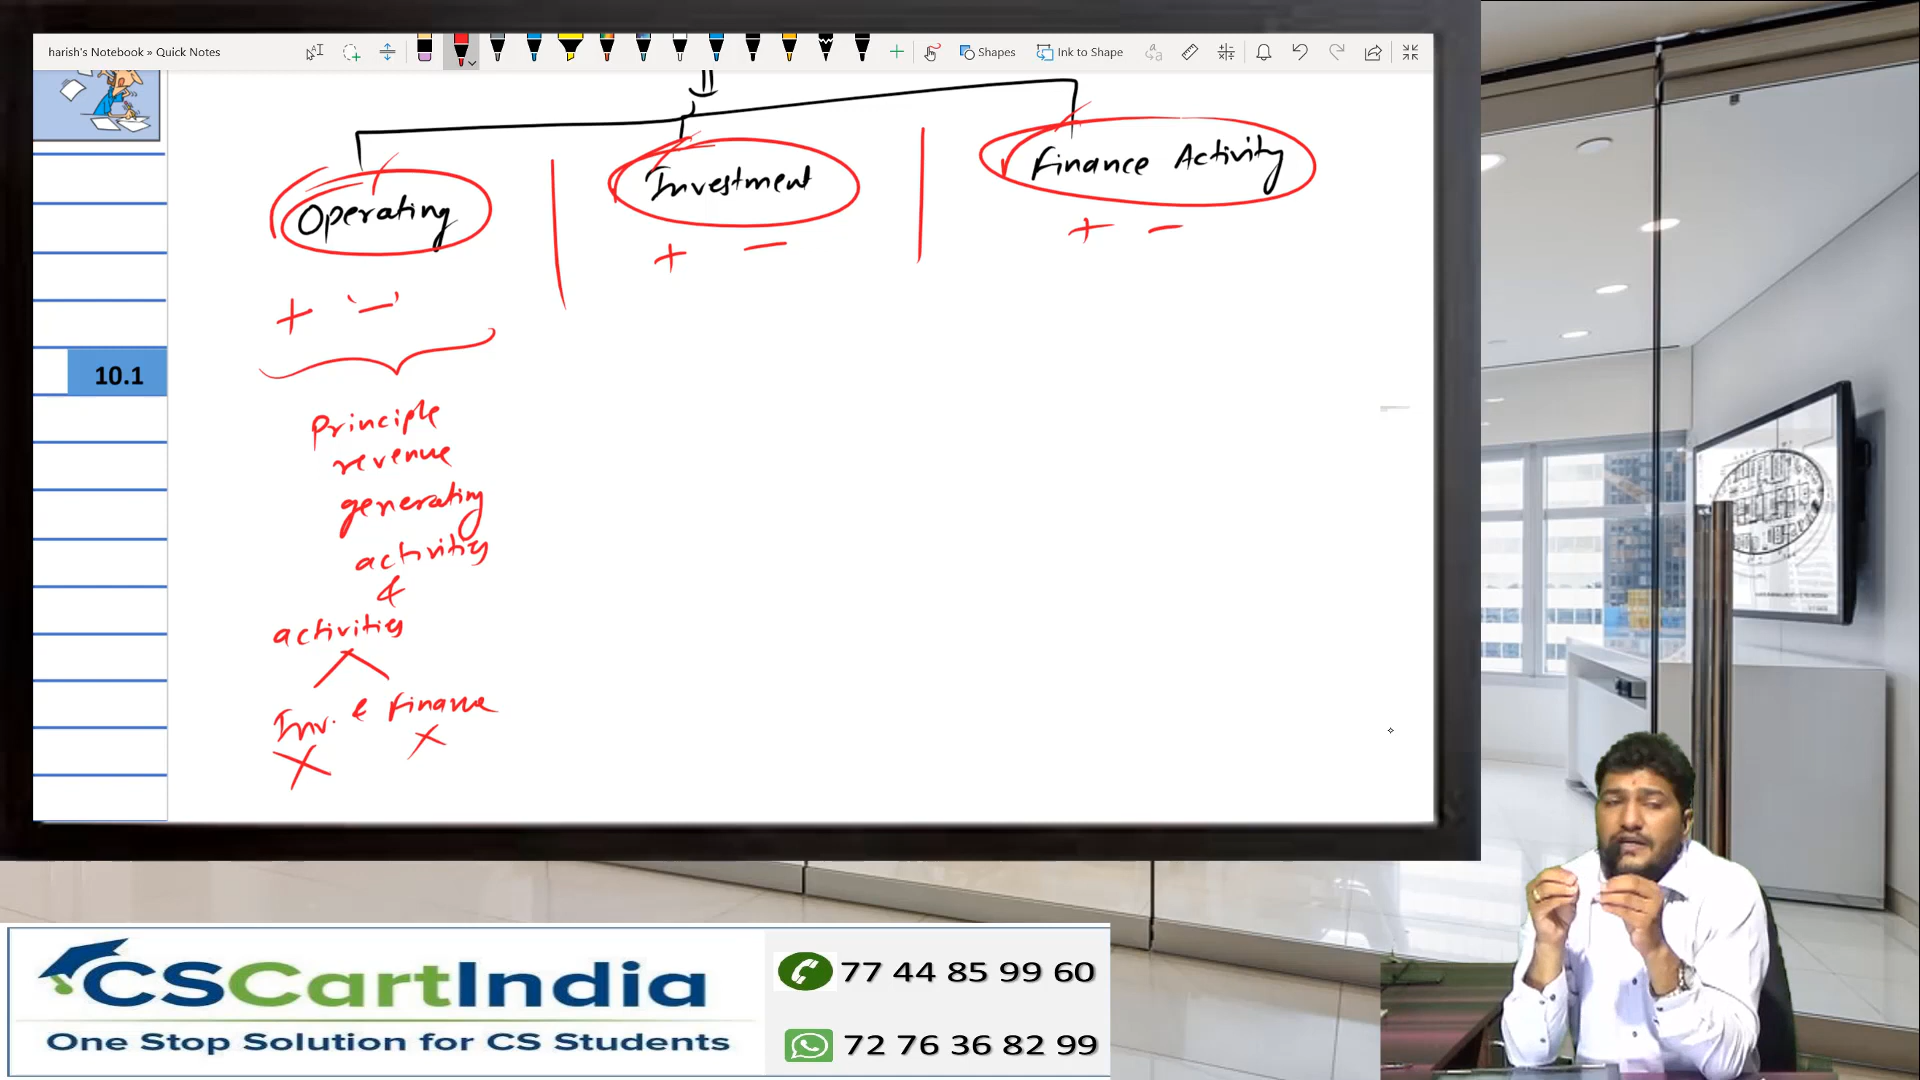 harish's Notebook » Quick Notes
Shapes
Ink to Shape
Operating
Investment
Finance Activity
+ '–'
+ –
+ –
10.1
Principle
revenue
generating
activities
&
activities
Inv. & Finance
CSCartIndia
One Stop Solution for CS Students
77 44 85 99 60
72 76 36 82 99